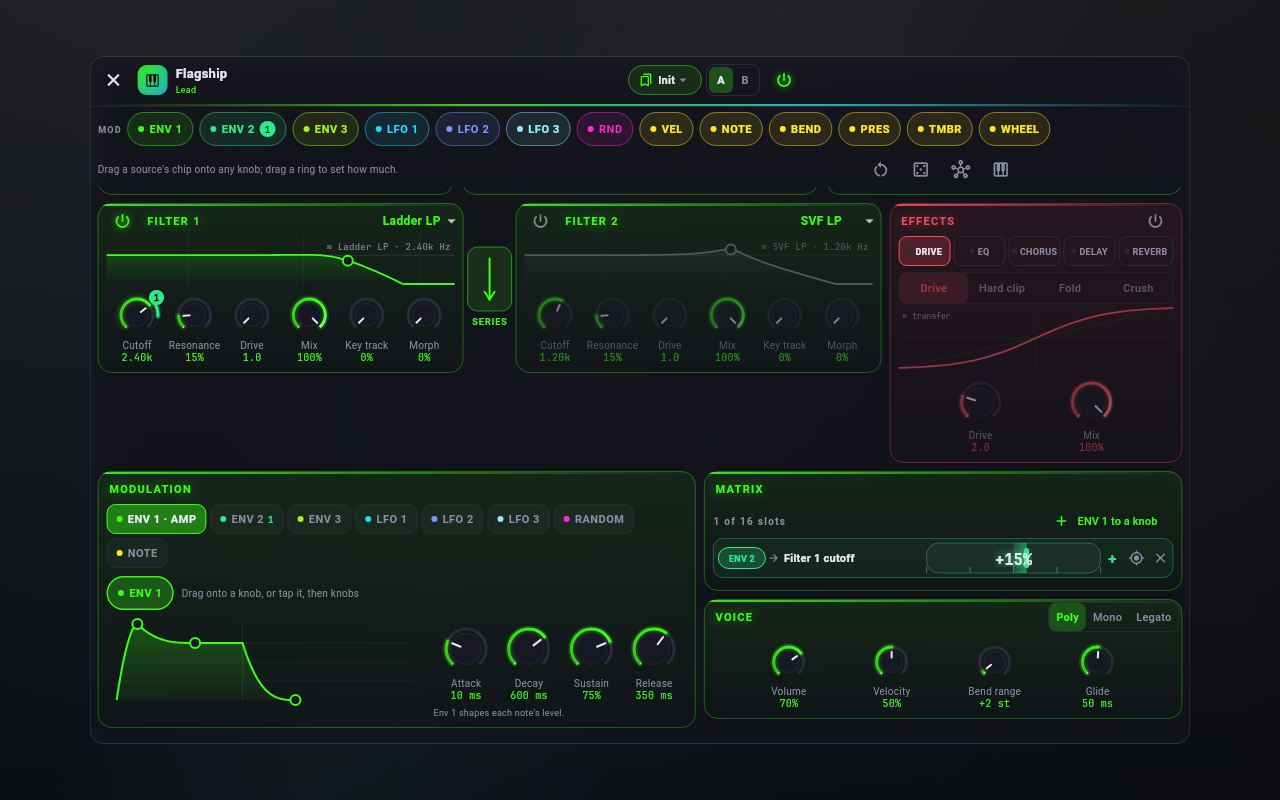 Flagship
Lead
Init
A
B
MOD
ENV 1
ENV 2 1
ENV 3
LFO 1
LFO 2
LFO 3
RND
VEL
NOTE
BEND
PRES
TMBR
WHEEL
Drag a source's chip onto any knob; drag a ring to set how much.
FILTER 1
Ladder LP
≈ Ladder LP · 2.40k Hz
1
Cutoff
Resonance
Drive
Mix
Key track
Morph
2.40k
15%
1.0
100%
0%
0%
SERIES
FILTER 2
SVF LP
≈ SVF LP · 1.20k Hz
Cutoff
Resonance
Drive
Mix
Key track
Morph
1.20k
15%
1.0
100%
0%
0%
EFFECTS
DRIVE
EQ
CHORUS
DELAY
REVERB
Drive
Hard clip
Fold
Crush
≈ transfer
Drive
Mix
2.0
100%
MODULATION
ENV 1 · AMP
ENV 2 1
ENV 3
LFO 1
LFO 2
LFO 3
RANDOM
NOTE
ENV 1
Drag onto a knob, or tap it, then knobs
Attack
Decay
Sustain
Release
10 ms
600 ms
75%
350 ms
Env 1 shapes each note's level.
MATRIX
1 of 16 slots
+ ENV 1 to a knob
ENV 2 → Filter 1 cutoff
+15%
+
VOICE
Poly
Mono
Legato
Volume
Velocity
Bend range
Glide
70%
50%
+2 st
50 ms